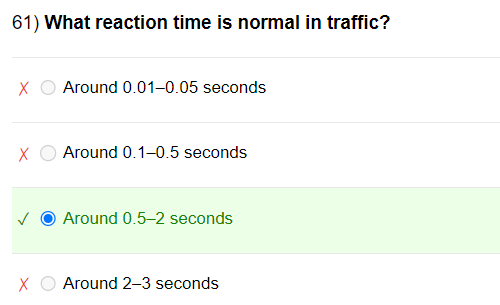 61) What reaction time is normal in traffic?
✗ Around 0.01–0.05 seconds
✗ Around 0.1–0.5 seconds
✓ Around 0.5–2 seconds
✗ Around 2–3 seconds